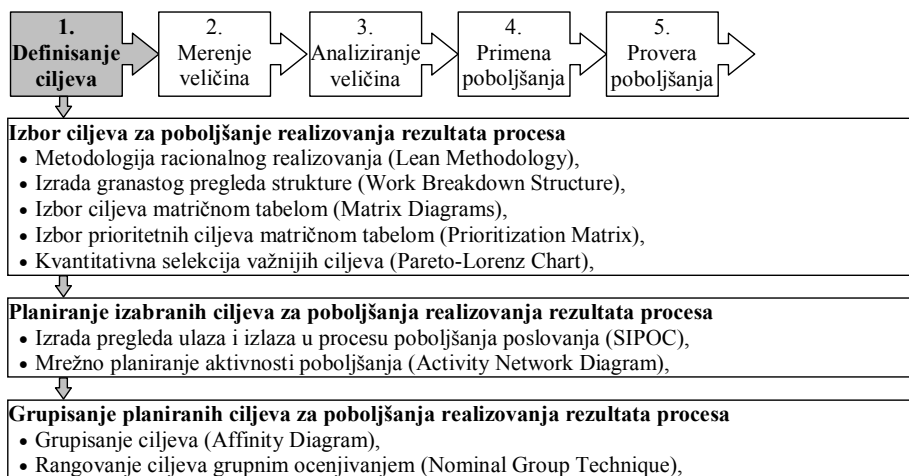 1.
Definisanje
ciljeva
2.
Merenje
veličina
3.
Analiziranje
veličina
4.
Primena
poboljšanja
5.
Provera
poboljšanja
Izbor ciljeva za poboljšanje realizovanja rezultata procesa
• Metodologija racionalnog realizovanja (Lean Methodology),
• Izrada granastog pregleda strukture (Work Breakdown Structure),
• Izbor ciljeva matričnom tabelom (Matrix Diagrams),
• Izbor prioritetnih ciljeva matričnom tabelom (Prioritization Matrix),
• Kvantitativna selekcija važnijih ciljeva (Pareto-Lorenz Chart),
Planiranje izabranih ciljeva za poboljšanja realizovanja rezultata procesa
• Izrada pregleda ulaza i izlaza u procesu poboljšanja poslovanja (SIPOC),
• Mrežno planiranje aktivnosti poboljšanja (Activity Network Diagram),
Grupisanje planiranih ciljeva za poboljšanja realizovanja rezultata procesa
• Grupisanje ciljeva (Affinity Diagram),
• Rangovanje ciljeva grupnim ocenjivanjem (Nominal Group Technique),